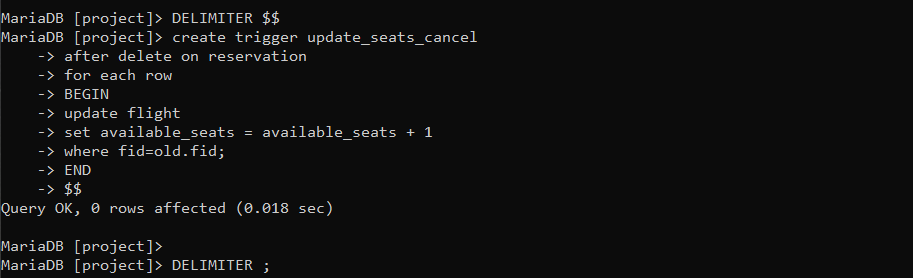 MariaDB [project]> DELIMITER $$
MariaDB [project]> create trigger update_seats_cancel
    -> after delete on reservation
    -> for each row
    -> BEGIN
    -> update flight
    -> set available_seats = available_seats + 1
    -> where fid=old.fid;
    -> END
    -> $$
Query OK, 0 rows affected (0.018 sec)

MariaDB [project]>
MariaDB [project]> DELIMITER ;